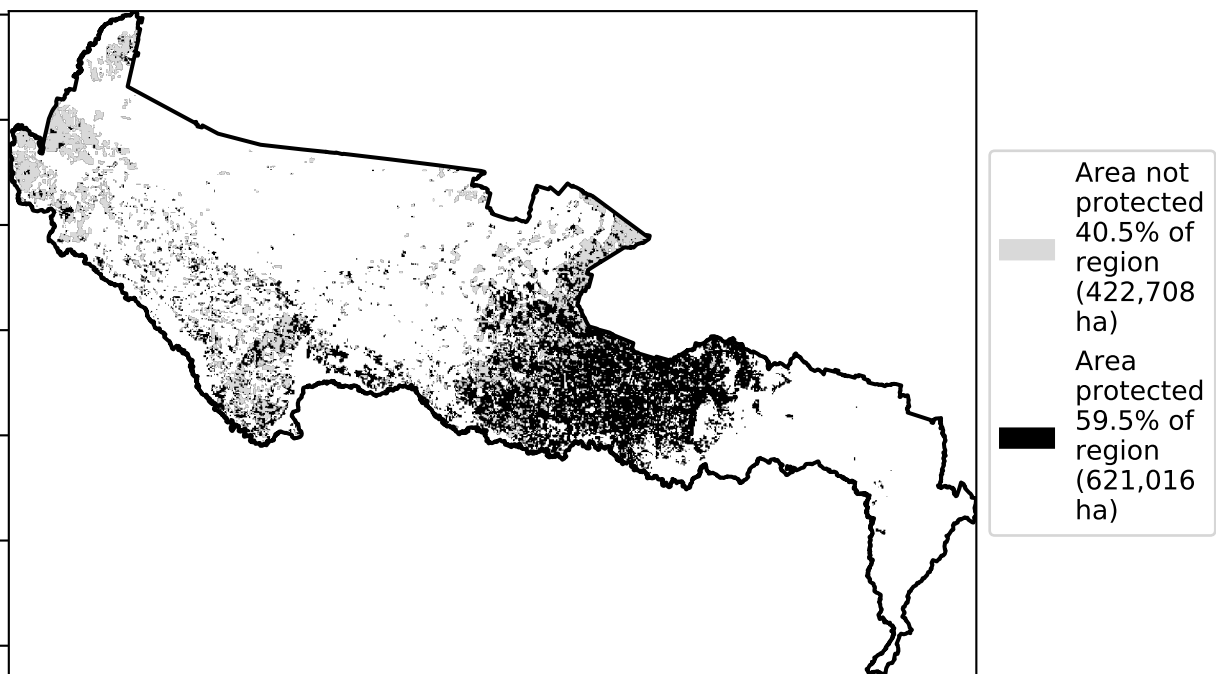 Area not
protected
40.5% of
region
(422,708
ha)
Area
protected
59.5% of
region
(621,016
ha)